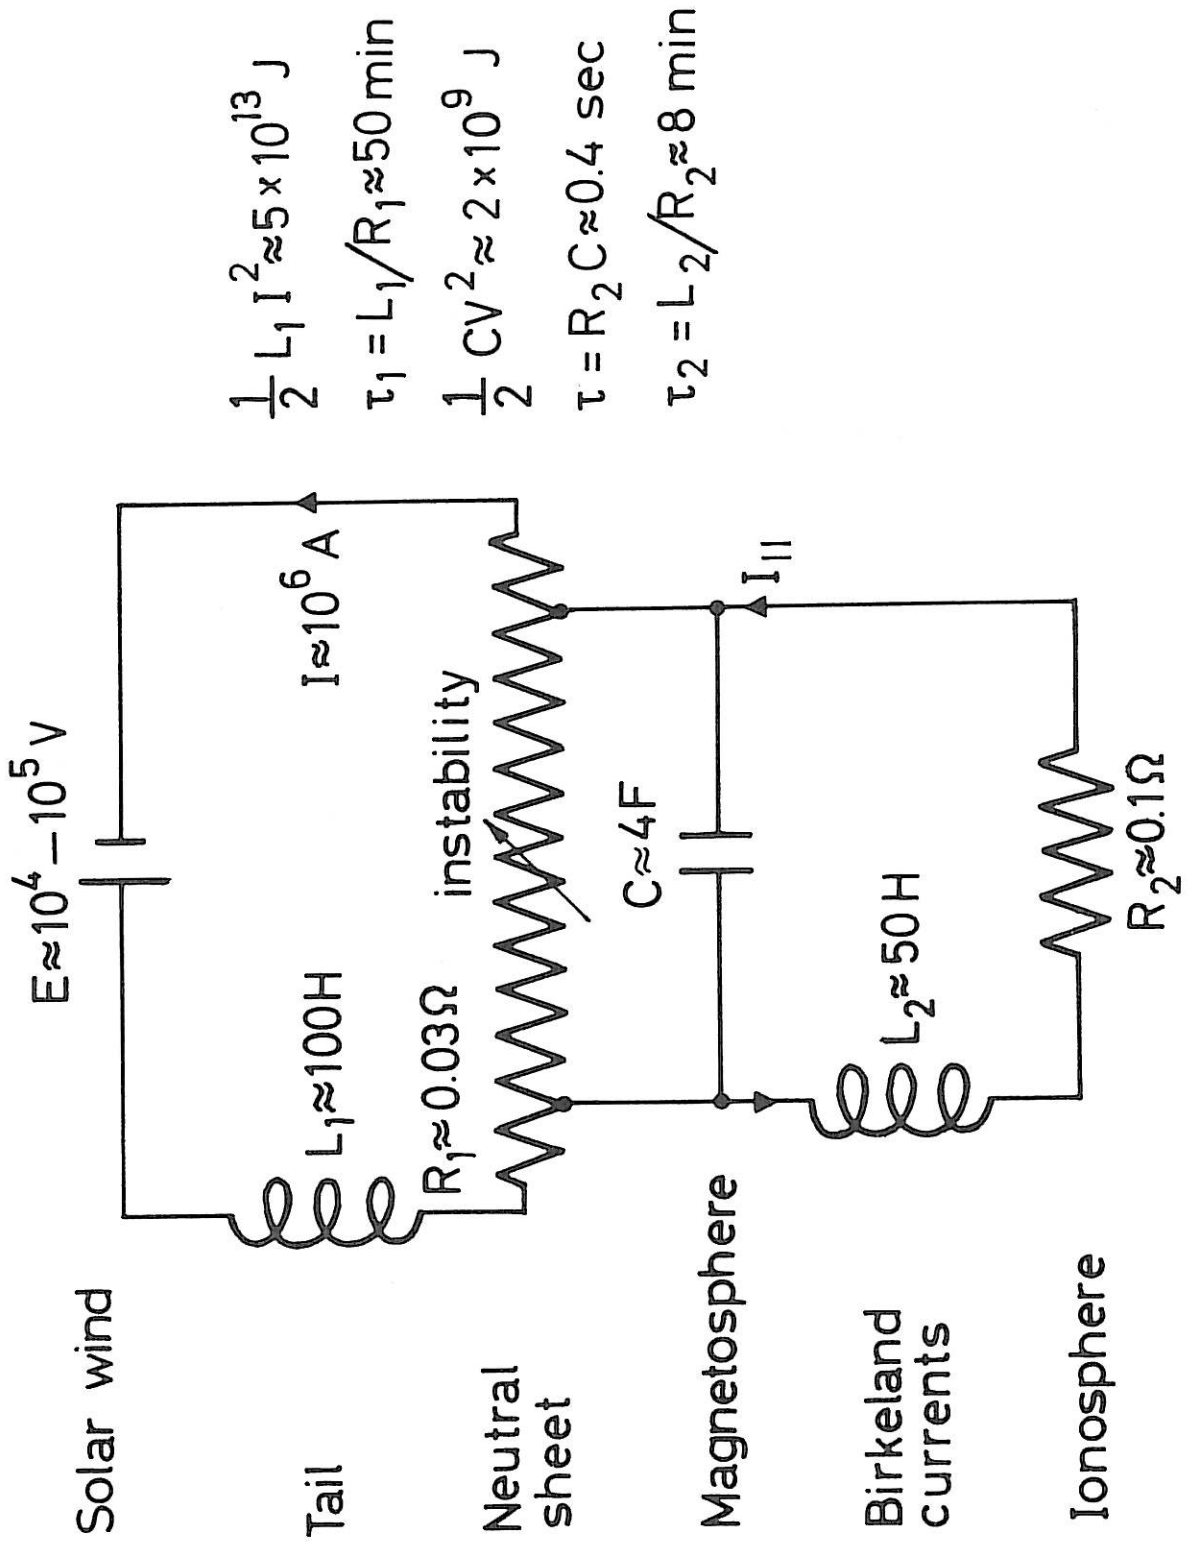 Solar wind
E≈10⁴–10⁵V
Tail
L₁≈100H
I≈10⁶ A
½ L₁ I²≈5×10¹³ J
τ₁ = L₁/R₁≈50 min
Neutral
sheet
R₁≈0.03Ω
instability
½ CV²≈ 2×10⁹ J
τ = R₂ C≈0.4 sec
Magnetosphere
C≈4F
I||
τ₂ = L₂/R₂≈8 min
Birkeland
currents
L₂≈50H
Ionosphere
R₂≈0.1Ω